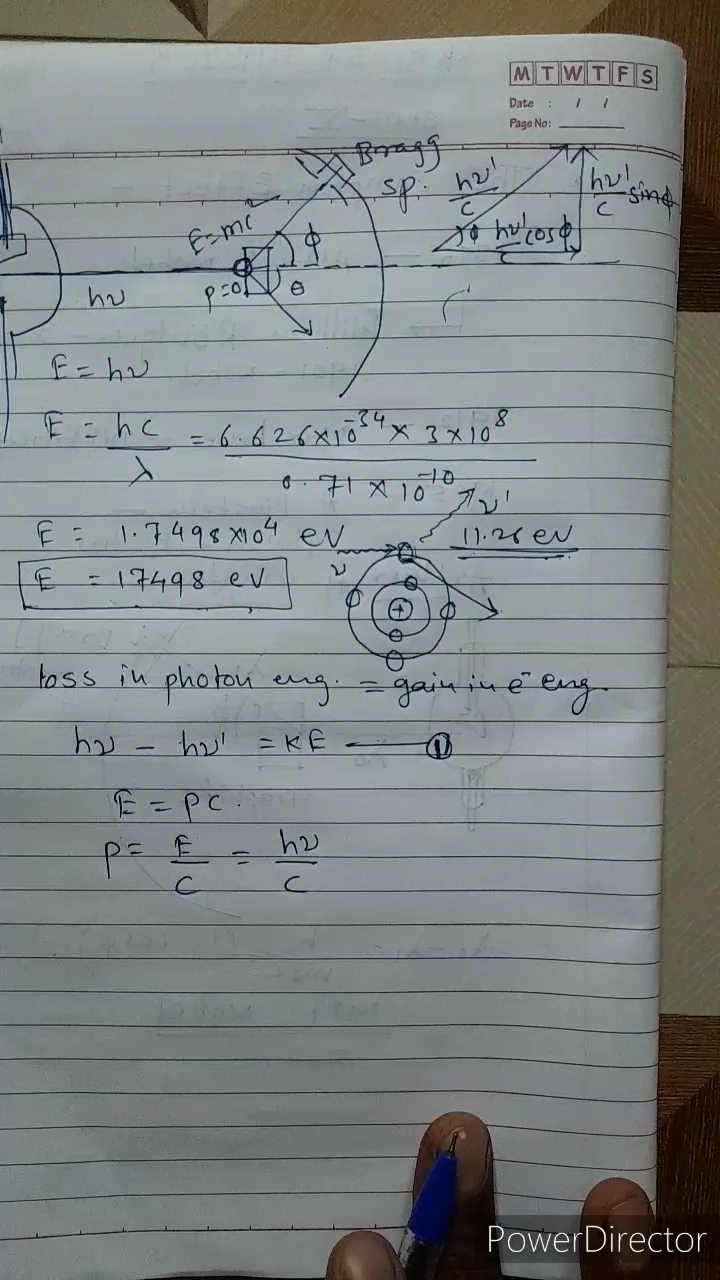 M T W T F S
Date : / /
Page No:
Bragg
sp.
hν'/C
hν'/C sinϕ
ϕ hν'/C cosϕ
E=mc²
ϕ
hν
p=0
θ
E = hν
E = hC/λ = 6.626×10⁻³⁴ × 3×10⁸ / 0.71 × 10⁻¹⁰
ν'
E = 1.7498×10⁴ eV
ν
11.26 eV
E = 17498 eV
+
loss in photon eng. = gain in e⁻ eng.
hν - hν' = KE — ①
E = PC.
P = E/C = hν/C
PowerDirector